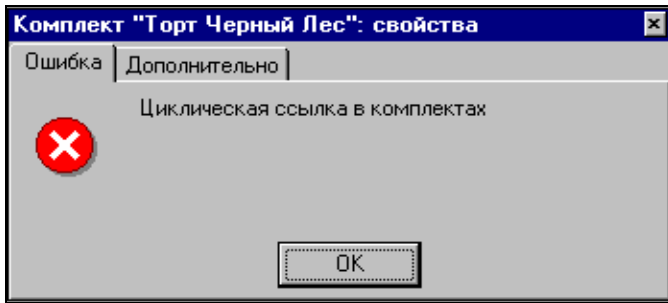 Комплект "Торт Черный Лес": свойства
Ошибка Дополнительно
Циклическая ссылка в комплектах
OK